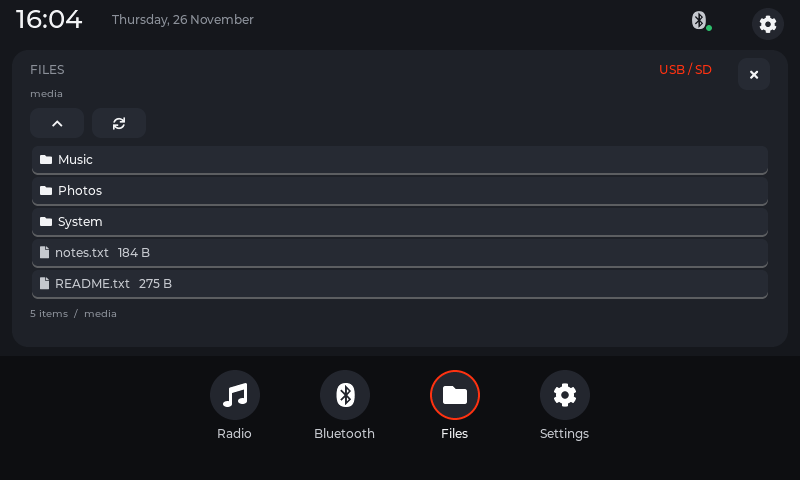 16:04
Thursday, 26 November
FILES
USB / SD
media
Music
Photos
System
notes.txt 184 B
README.txt 275 B
5 items / media
Radio
Bluetooth
Files
Settings